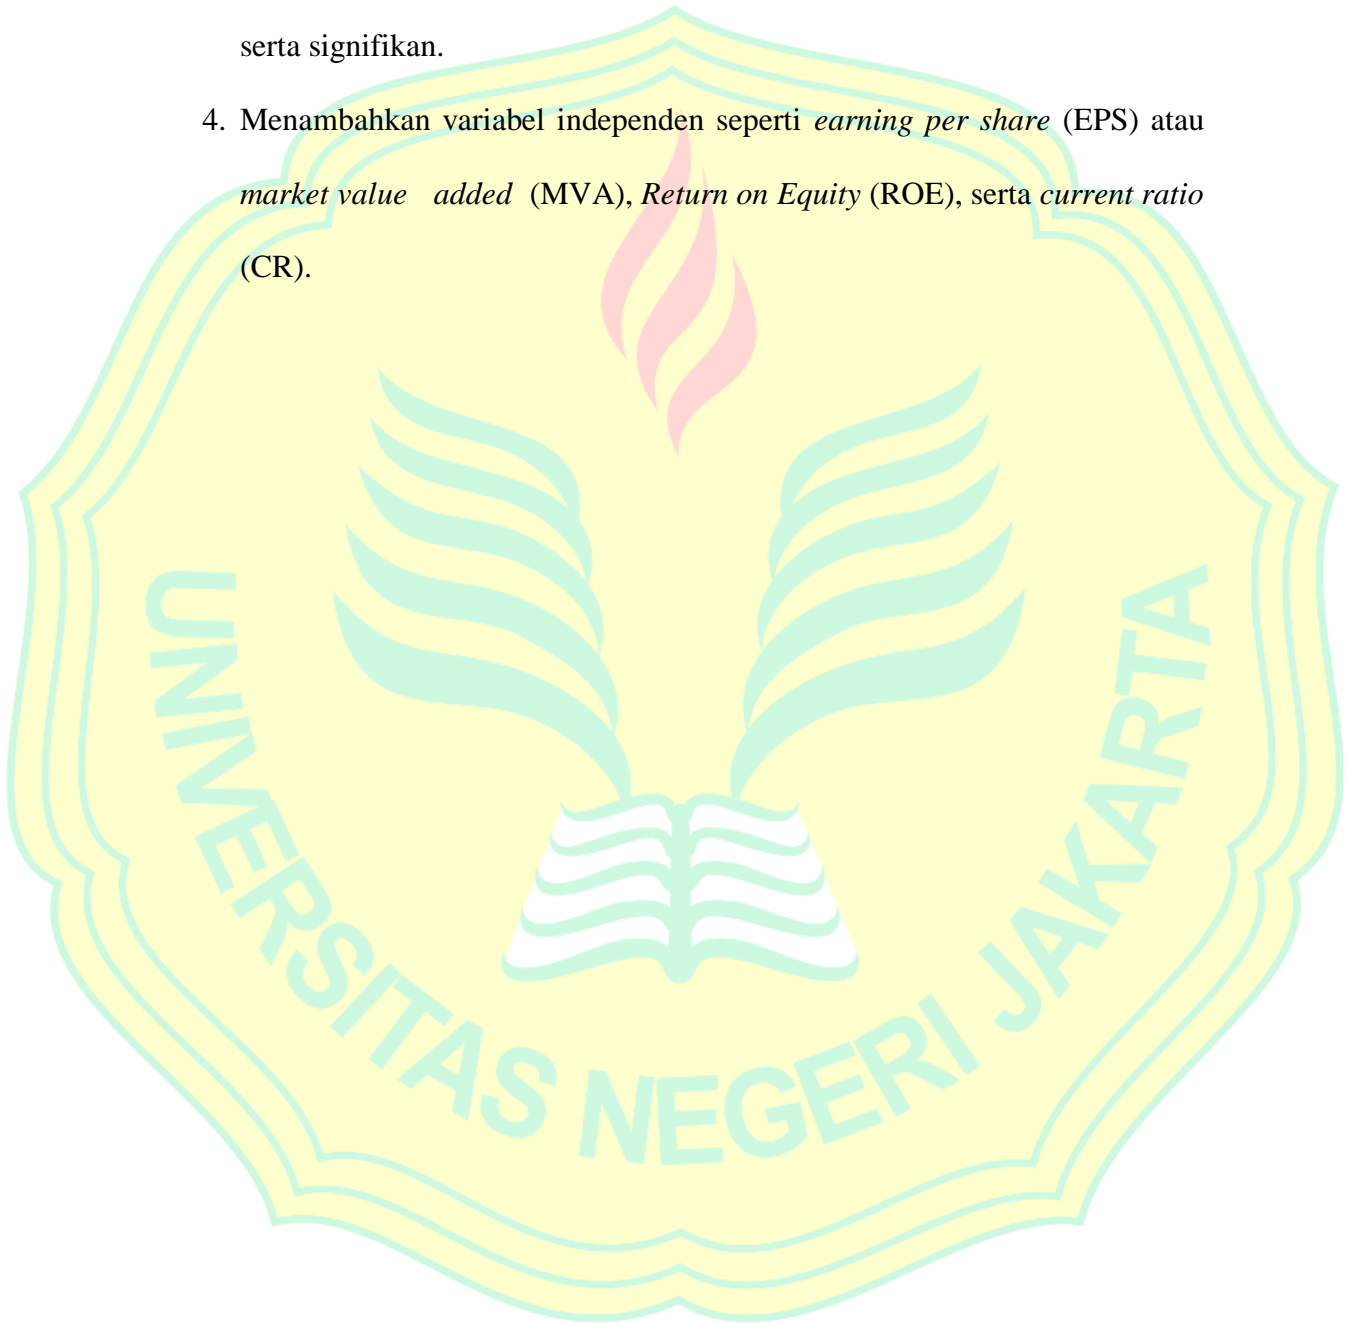 serta signifikan.
4. Menambahkan variabel independen seperti earning per share (EPS) atau
market value added (MVA), Return on Equity (ROE), serta current ratio
(CR).
UNIVERSITAS NEGERI JAKARTA